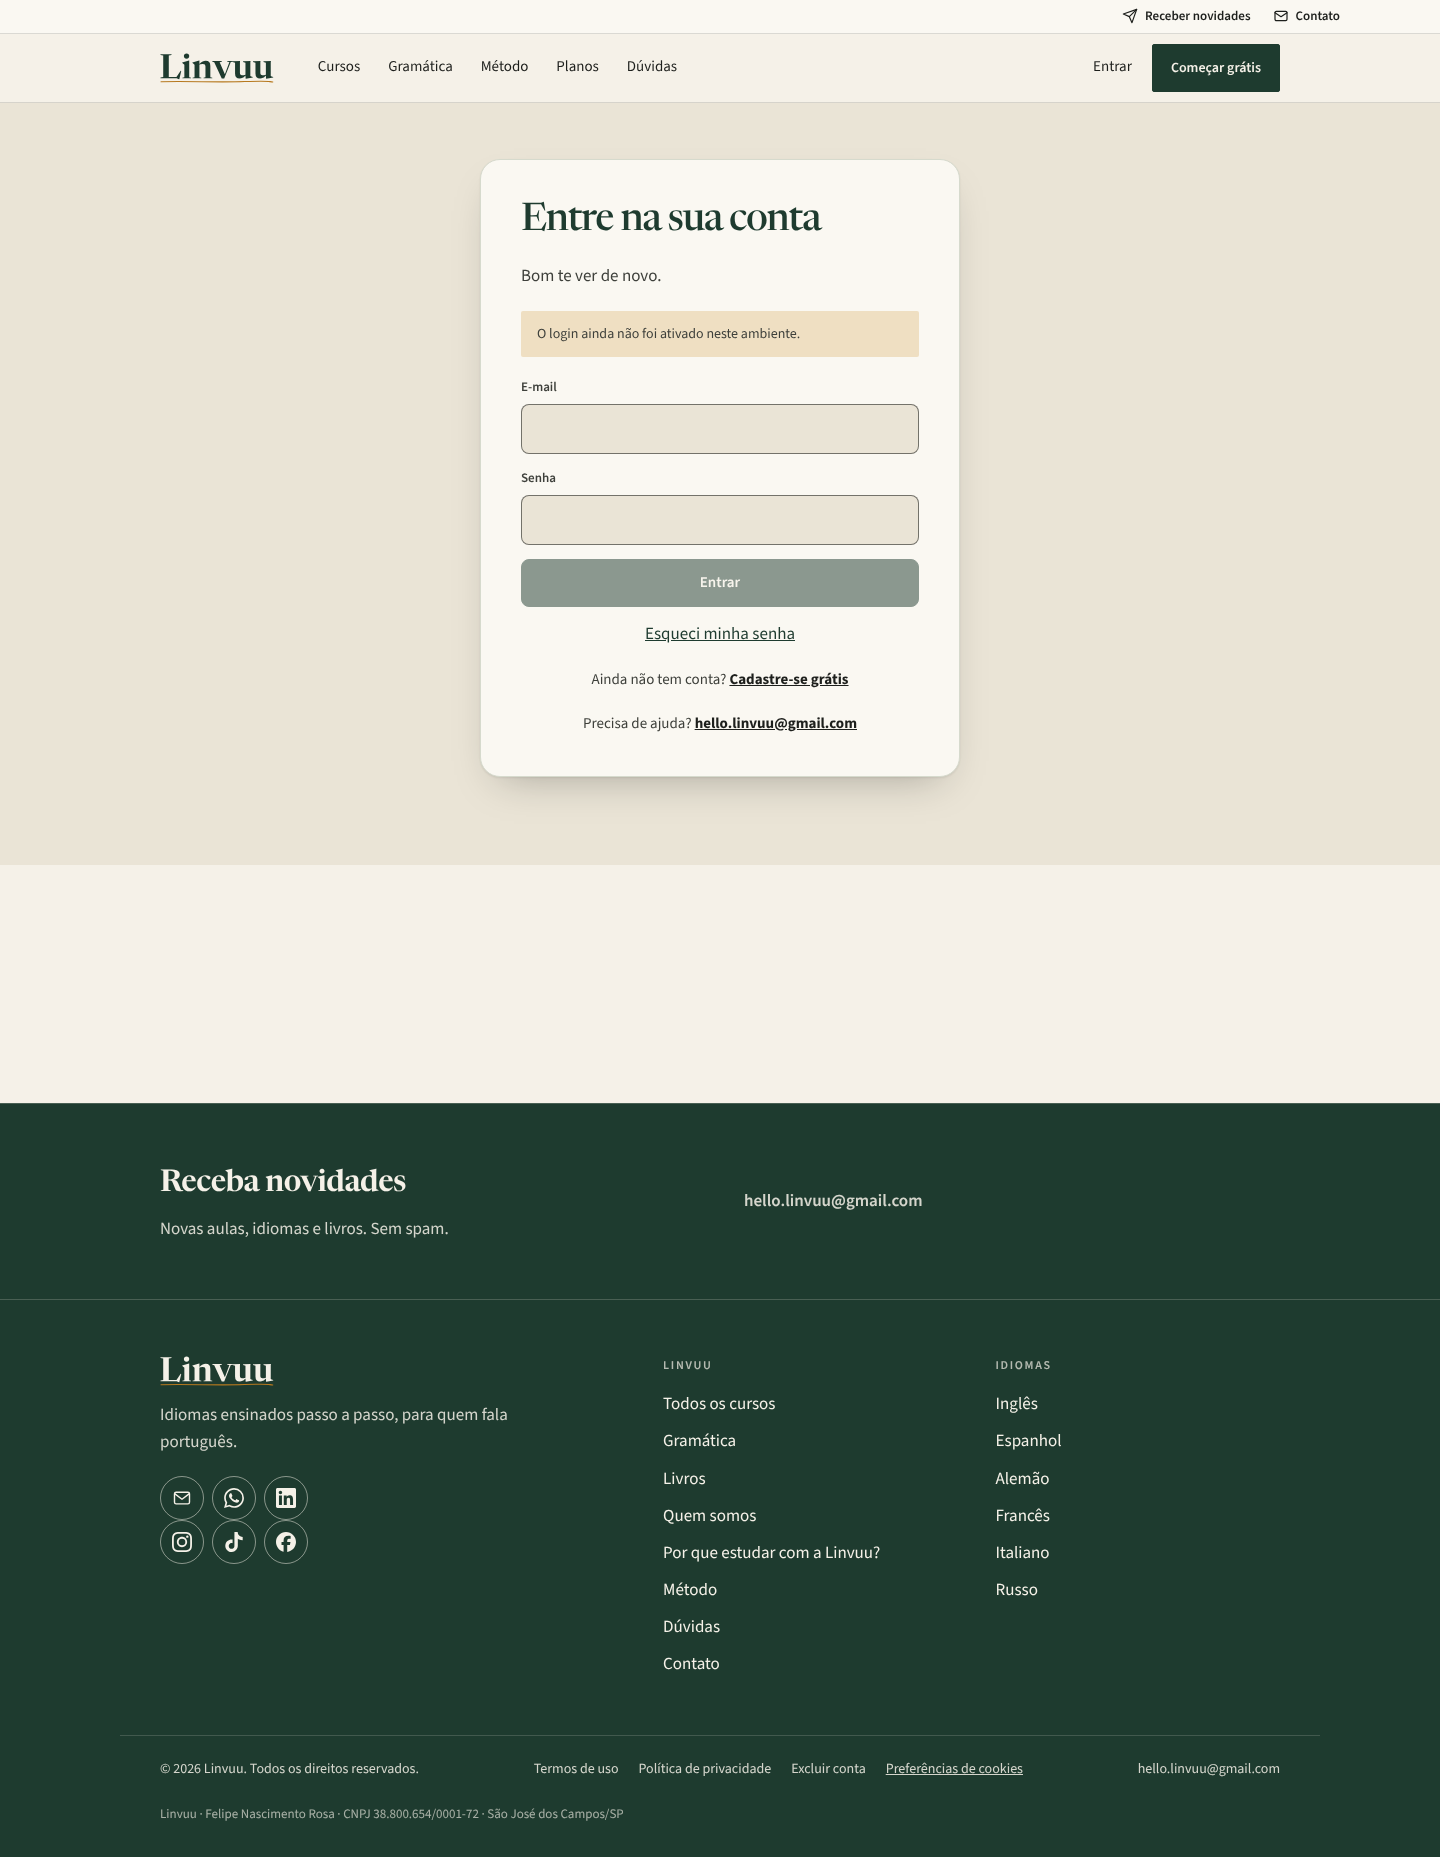 Receber novidades
Contato
Linvuu
Cursos
Gramática
Método
Planos
Dúvidas
Entrar
Começar grátis
Entre na sua conta
Bom te ver de novo.
O login ainda não foi ativado neste ambiente.
E-mail
Senha
Entrar
Esqueci minha senha
Ainda não tem conta? Cadastre-se grátis
Precisa de ajuda? hello.linvuu@gmail.com
Receba novidades
Novas aulas, idiomas e livros. Sem spam.
hello.linvuu@gmail.com
Linvuu
Idiomas ensinados passo a passo, para quem fala
português.
LINVUU
Todos os cursos
Gramática
Livros
Quem somos
Por que estudar com a Linvuu?
Método
Dúvidas
Contato
IDIOMAS
Inglês
Espanhol
Alemão
Francês
Italiano
Russo
© 2026 Linvuu. Todos os direitos reservados.
Termos de uso
Política de privacidade
Excluir conta
Preferências de cookies
hello.linvuu@gmail.com
Linvuu · Felipe Nascimento Rosa · CNPJ 38.800.654/0001-72 · São José dos Campos/SP